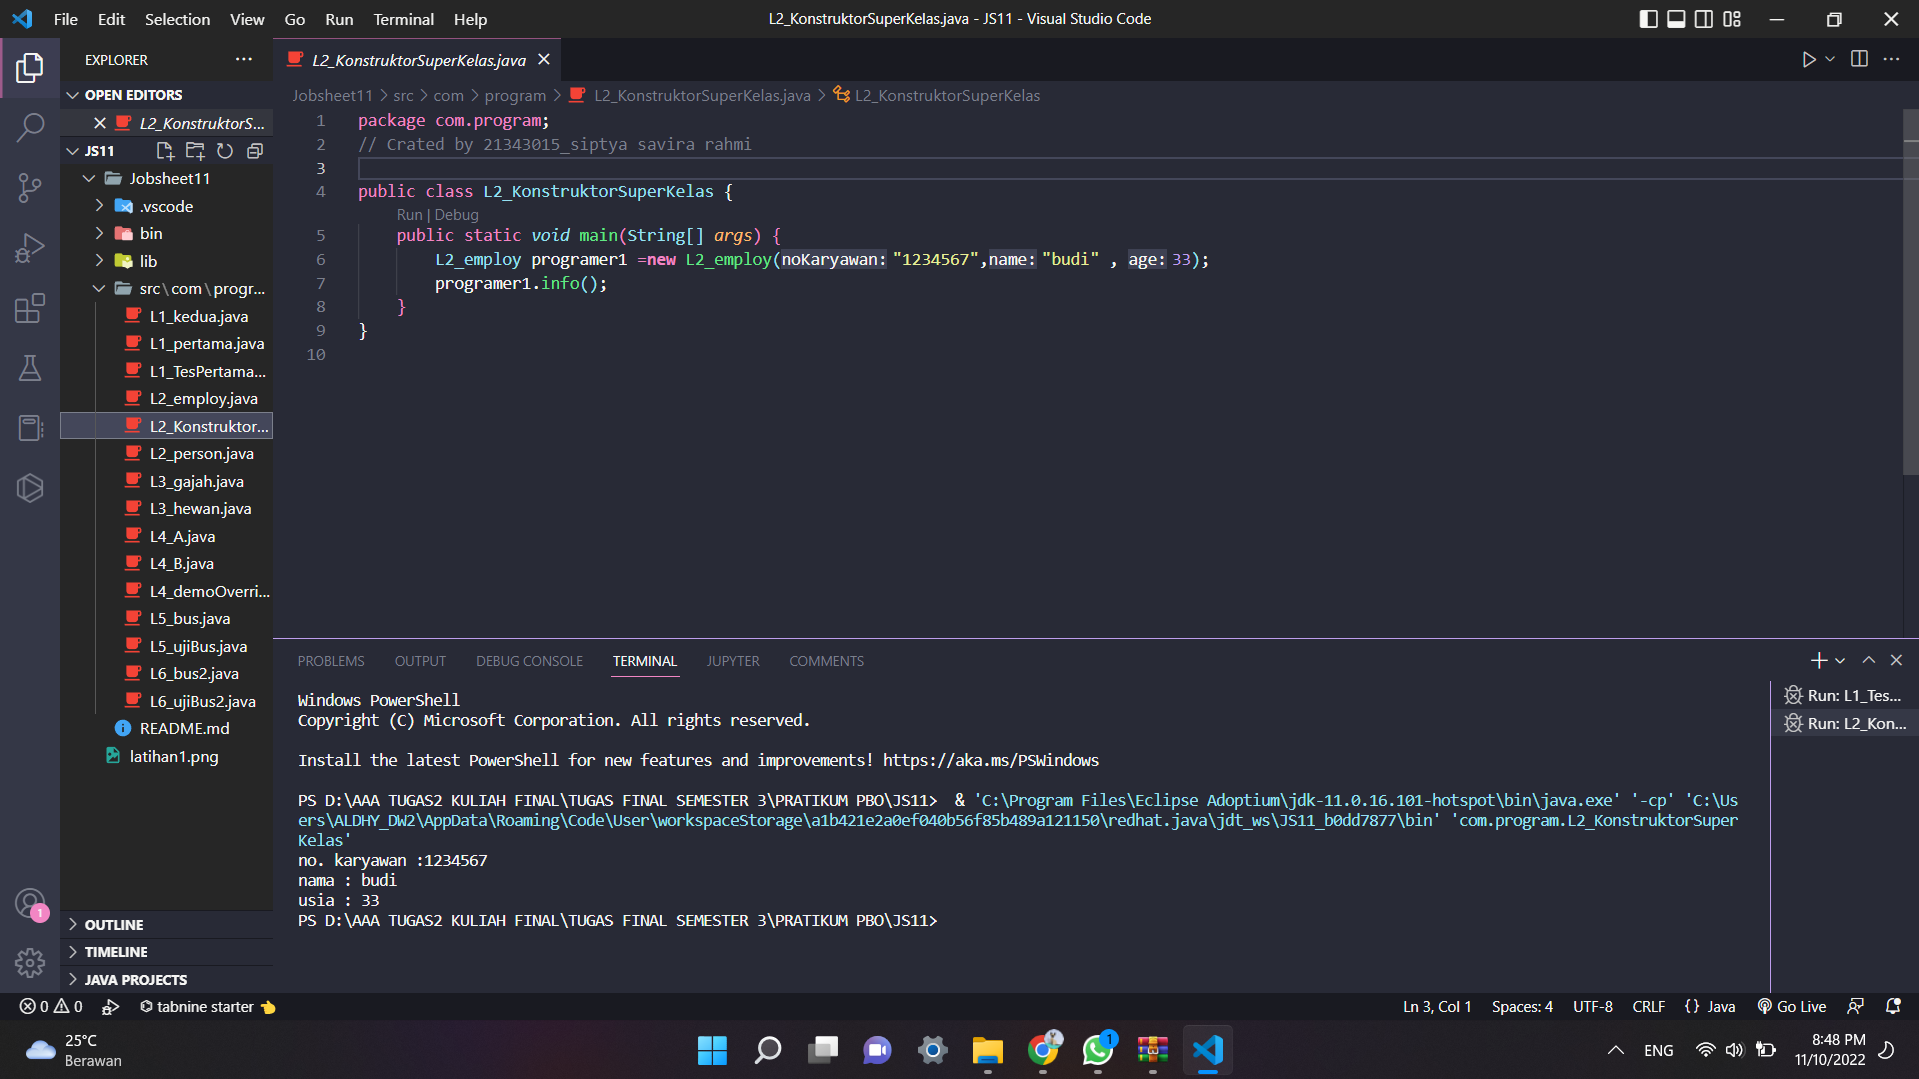 File Edit Selection View Go Run Terminal Help
L2_KonstruktorSuperKelas.java - JS11 - Visual Studio Code
EXPLORER
OPEN EDITORS
L2_KonstruktorS...
JS11
Jobsheet11
.vscode
bin
lib
src\com\progr...
L1_kedua.java
L1_pertama.java
L1_TesPertama...
L2_employ.java
L2_Konstruktor...
L2_person.java
L3_gajah.java
L3_hewan.java
L4_A.java
L4_B.java
L4_demoOverri...
L5_bus.java
L5_ujiBus.java
L6_bus2.java
L6_ujiBus2.java
README.md
latihan1.png
OUTLINE
TIMELINE
JAVA PROJECTS
1
L2_KonstruktorSuperKelas.java
Jobsheet11 > src > com > program > L2_KonstruktorSuperKelas.java > L2_KonstruktorSuperKelas
1 package com.program;
2 // Crated by 21343015_siptya savira rahmi
3
4 public class L2_KonstruktorSuperKelas {
Run | Debug
5 public static void main(String[] args) {
6 L2_employ programer1 =new L2_employ(noKaryawan: "1234567",name: "budi" , age: 33);
7 programer1.info();
8 }
9 }
10
PROBLEMS OUTPUT DEBUG CONSOLE TERMINAL JUPYTER COMMENTS
Windows PowerShell
Copyright (C) Microsoft Corporation. All rights reserved.
Install the latest PowerShell for new features and improvements! https://aka.ms/PSWindows
PS D:\AAA TUGAS2 KULIAH FINAL\TUGAS FINAL SEMESTER 3\PRATIKUM PBO\JS11>  & 'C:\Program Files\Eclipse Adoptium\jdk-11.0.16.101-hotspot\bin\java.exe' '-cp' 'C:\Us
ers\ALDHY_DW2\AppData\Roaming\Code\User\workspaceStorage\a1b421e2a0ef040b56f85b489a121150\redhat.java\jdt_ws\JS11_b0dd7877\bin' 'com.program.L2_KonstruktorSuper
Kelas'
no. karyawan :1234567
nama : budi
usia : 33
PS D:\AAA TUGAS2 KULIAH FINAL\TUGAS FINAL SEMESTER 3\PRATIKUM PBO\JS11>
Run: L1_Tes...
Run: L2_Kon...
0 0 tabnine starter
Ln 3, Col 1 Spaces: 4 UTF-8 CRLF {} Java Go Live
25°C
Berawan
1
ENG
8:48 PM
11/10/2022